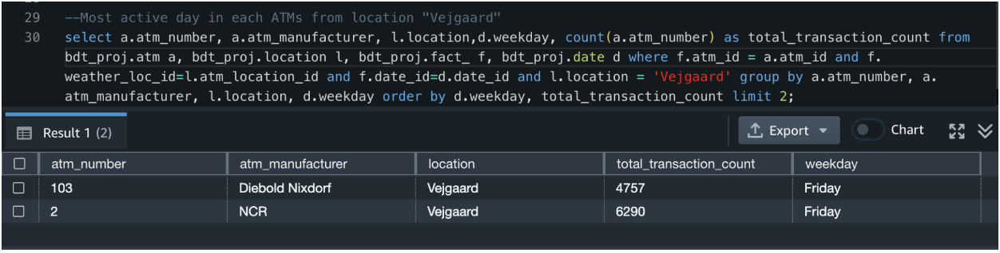 29 --Most active day in each ATMs from location "Vejgaard"
30 select a.atm_number, a.atm_manufacturer, l.location,d.weekday, count(a.atm_number) as total_transaction_count from
bdt_proj.atm a, bdt_proj.location l, bdt_proj.fact_ f, bdt_proj.date d where f.atm_id = a.atm_id and f.
weather_loc_id=l.atm_location_id and f.date_id=d.date_id and l.location = 'Vejgaard' group by a.atm_number, a.
atm_manufacturer, l.location, d.weekday order by d.weekday, total_transaction_count limit 2;
Result 1 (2) Export Chart
atm_number atm_manufacturer location total_transaction_count weekday
103 Diebold Nixdorf Vejgaard 4757 Friday
2 NCR Vejgaard 6290 Friday